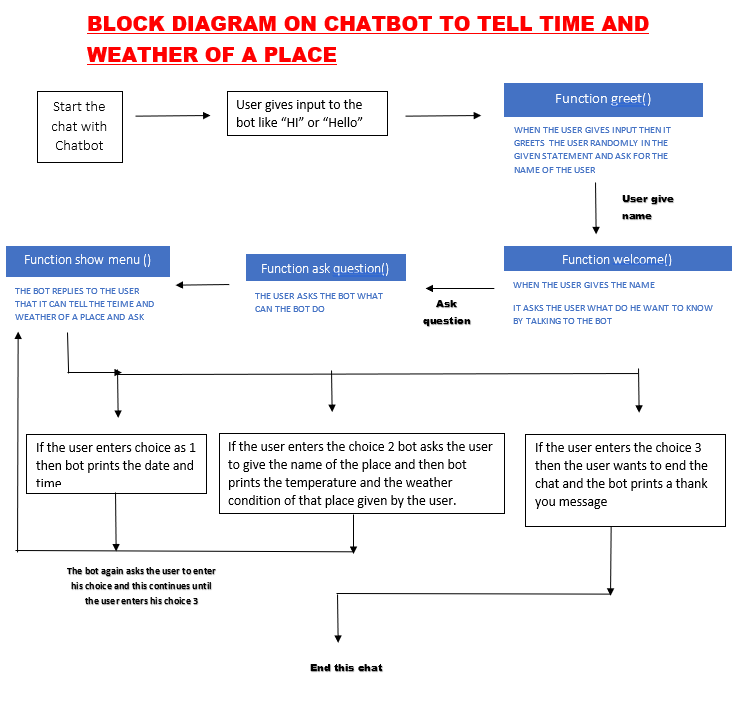 BLOCK DIAGRAM ON CHATBOT TO TELL TIME AND
WEATHER OF A PLACE
Start the
chat with
Chatbot
User gives input to the
bot like “HI” or “Hello”
Function greet()
WHEN THE USER GIVES INPUT THEN IT
GREETS THE USER RANDOMLY IN THE
GIVEN STATEMENT AND ASK FOR THE
NAME OF THE USER
User give
name
Function welcome()
WHEN THE USER GIVES THE NAME
IT ASKS THE USER WHAT DO HE WANT TO KNOW
BY TALKING TO THE BOT
Ask
question
Function ask question()
THE USER ASKS THE BOT WHAT
CAN THE BOT DO
Function show menu ()
THE BOT REPLIES TO THE USER
THAT IT CAN TELL THE TEIME AND
WEATHER OF A PLACE AND ASK
If the user enters choice as 1
then bot prints the date and
time
If the user enters the choice 2 bot asks the user
to give the name of the place and then bot
prints the temperature and the weather
condition of that place given by the user.
If the user enters the choice 3
then the user wants to end the
chat and the bot prints a thank
you message
The bot again asks the user to enter
his choice and this continues until
the user enters his choice 3
End this chat